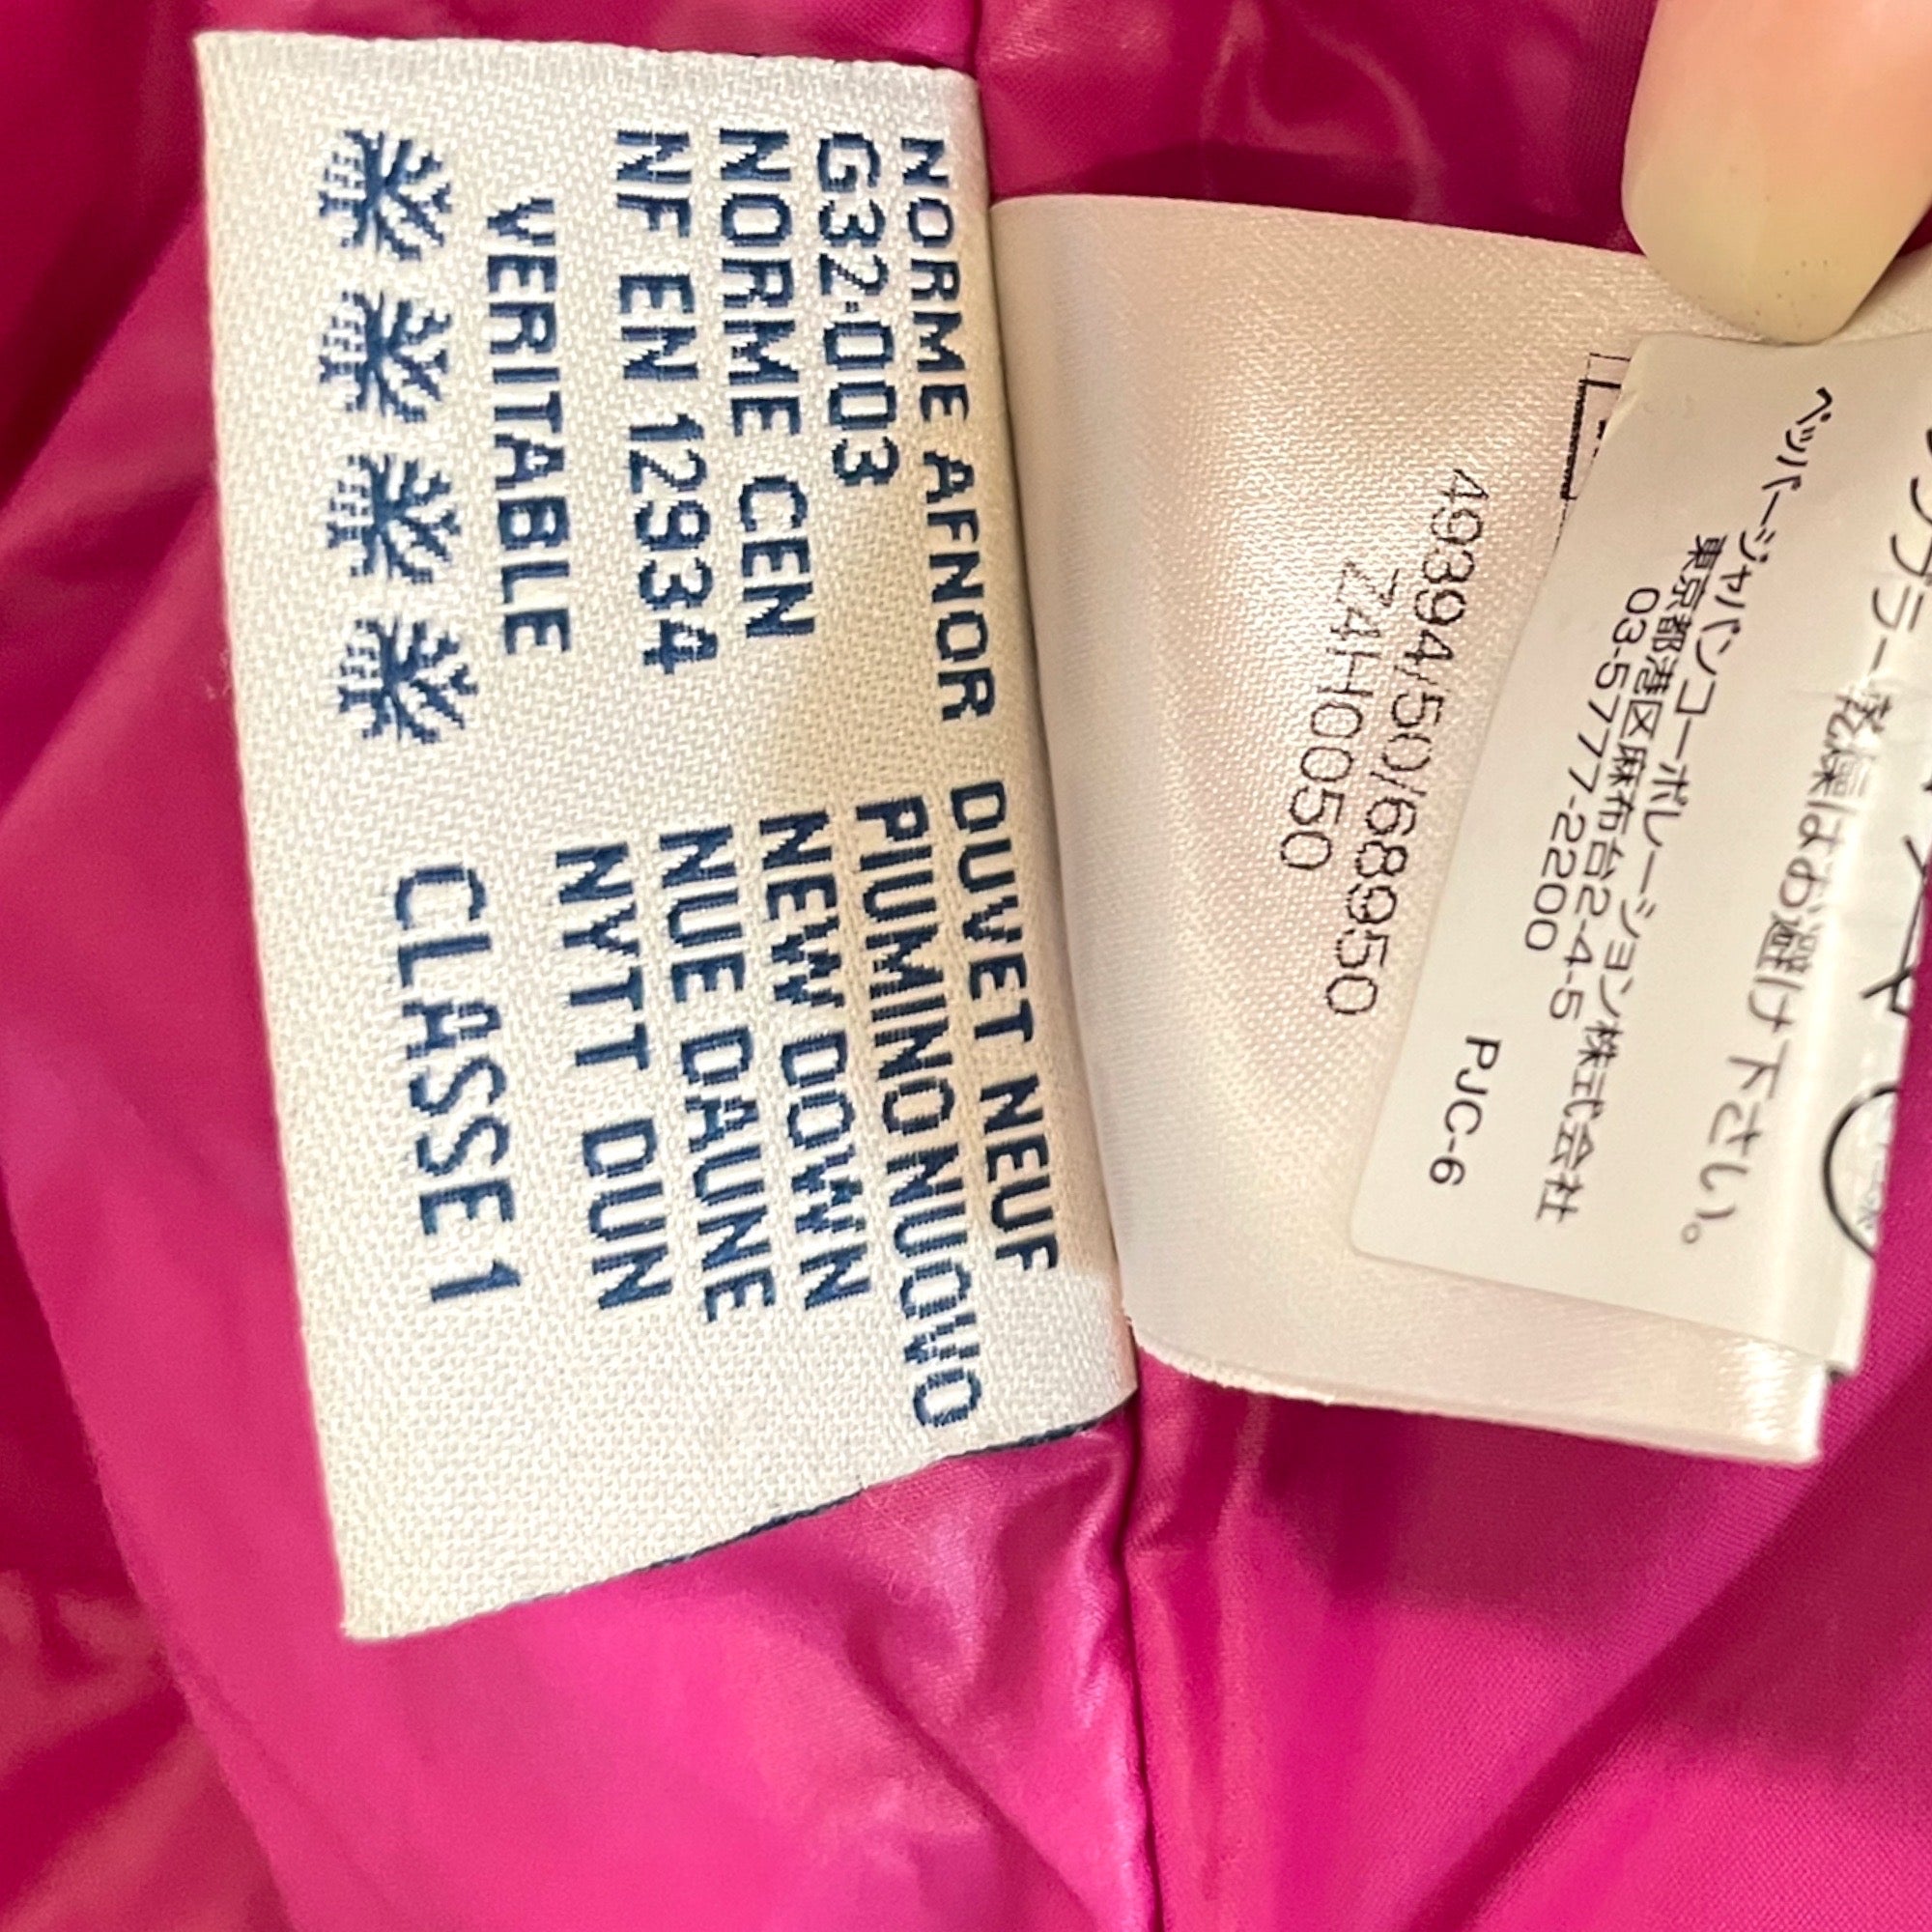 NORME AFNOR
G32-003
NORME CEN
NF EN 12934
VERITABLE
DUVET NEUF
PIUMINO NUOVO
NEW DOWN
NUE DAUNE
NYTT DUN
CLASSE 1
49394/50/68950
Z4H0050
乾燥はお避け下さい。
ペッパージャパンコーポレーション株式会社
東京都港区麻布台2-4-5
03-5777-2200
PJC-6